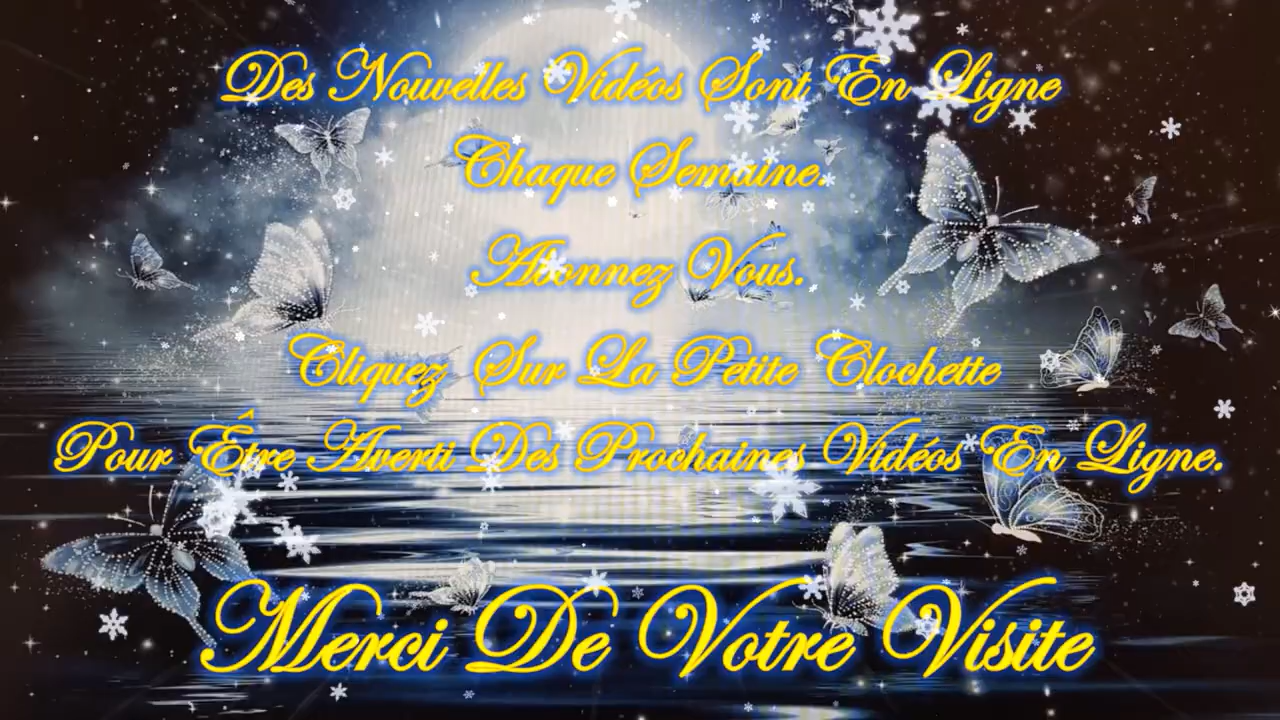 Des Nouvelles Vidéos Sont En Ligne
Chaque Semaine.
Abonnez Vous.
Cliquez Sur La Petite Clochette
Pour Être Averti Des Prochaines Vidéos En Ligne.
Merci De Votre Visite